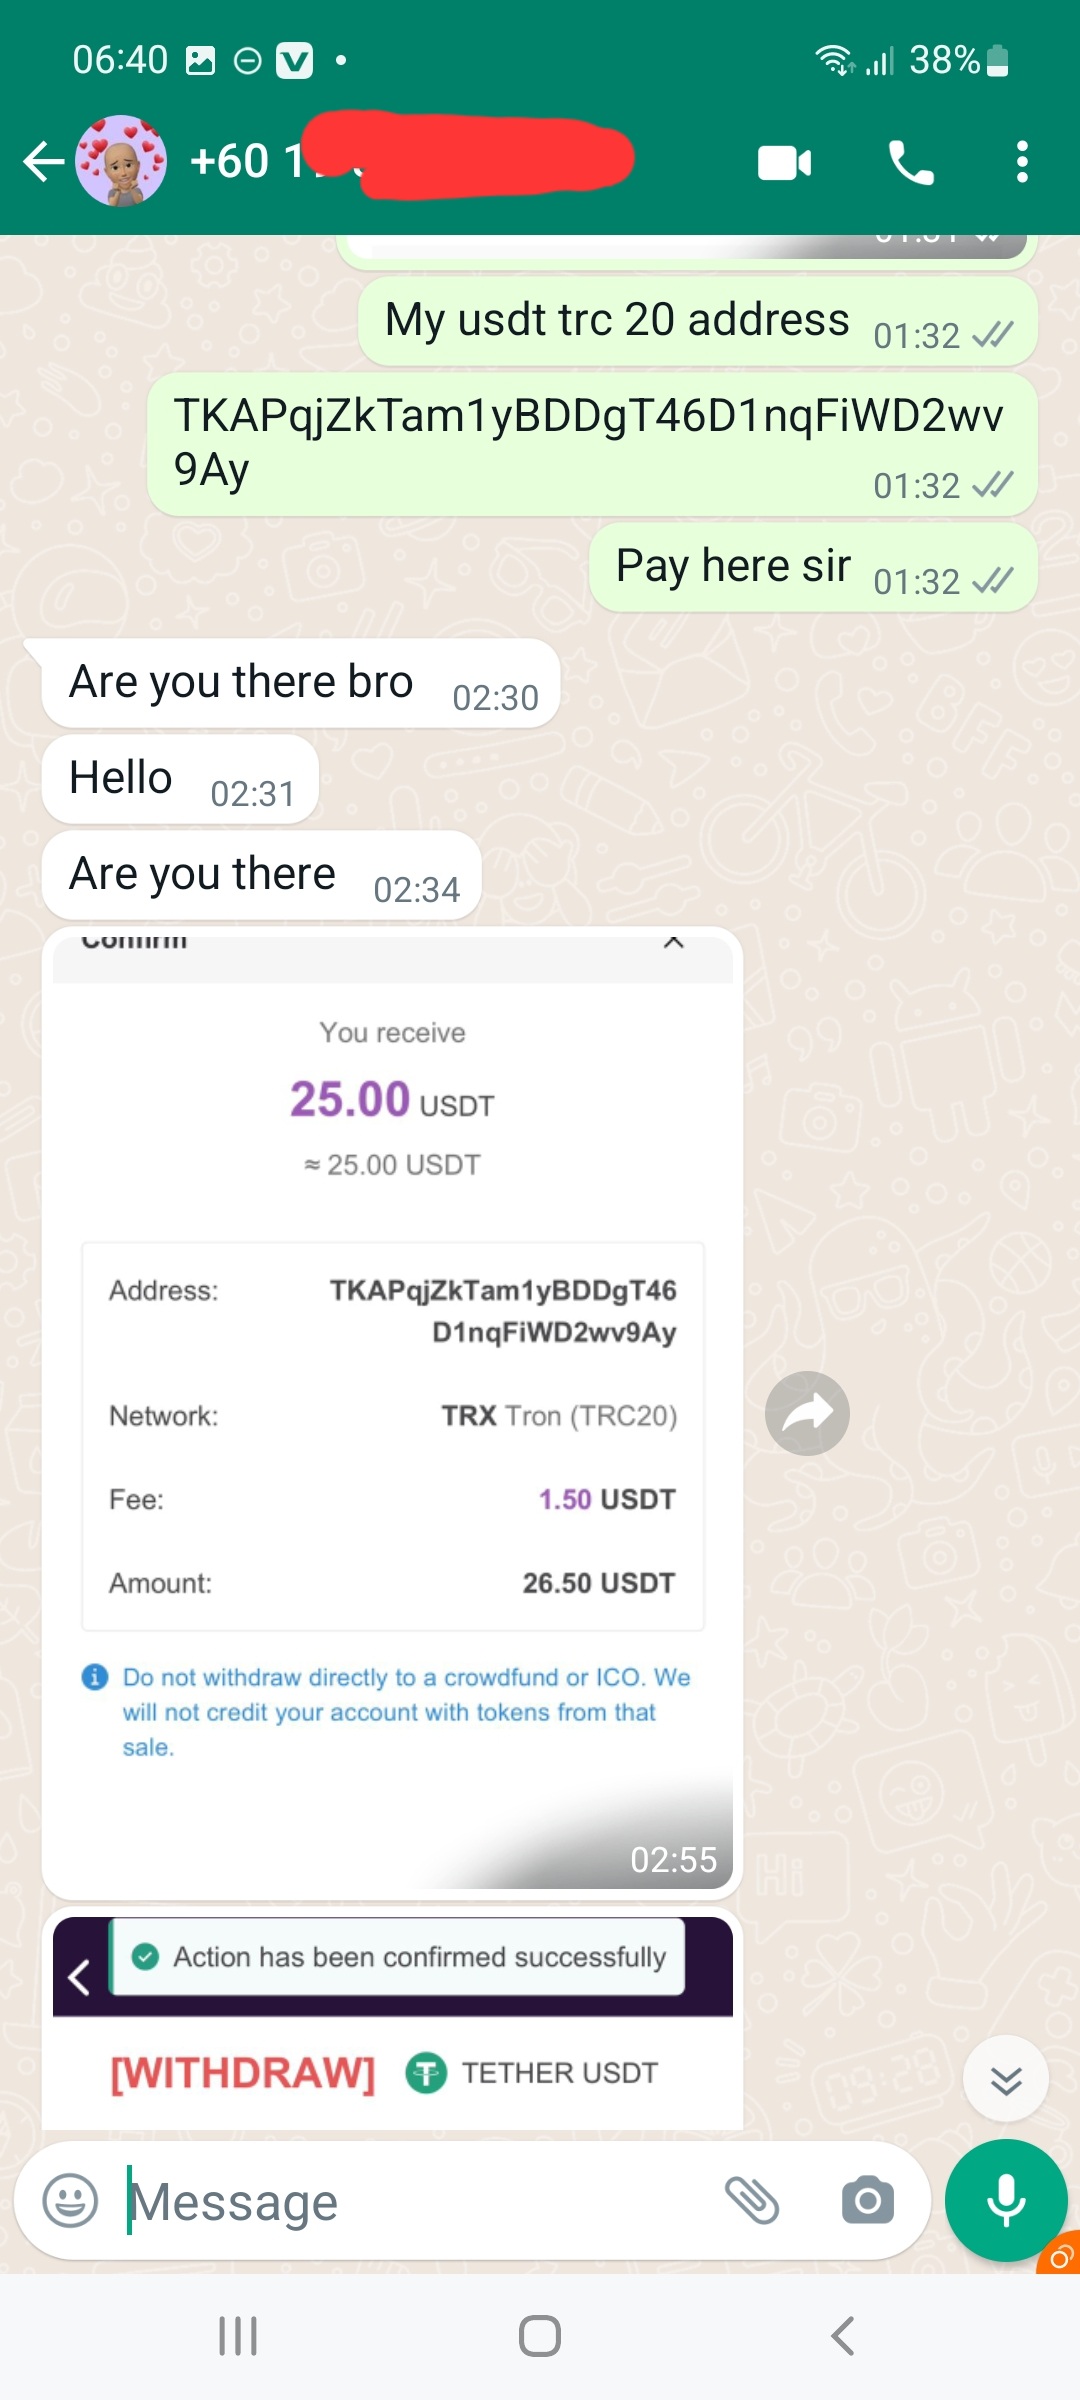 06:40
38%
+60 1
My usdt trc 20 address 01:32
TKAPqjZkTam1yBDDgT46D1nqFiWD2wv
9Ay 01:32
Pay here sir 01:32
Are you there bro 02:30
Hello 02:31
Are you there 02:34
Confirm
You receive
25.00 USDT
≈ 25.00 USDT
Address: TKAPqjZkTam1yBDDgT46
D1nqFiWD2wv9Ay
Network: TRX Tron (TRC20)
Fee: 1.50 USDT
Amount: 26.50 USDT
Do not withdraw directly to a crowdfund or ICO. We
will not credit your account with tokens from that
sale.
02:55
Action has been confirmed successfully
[WITHDRAW] TETHER USDT
Message